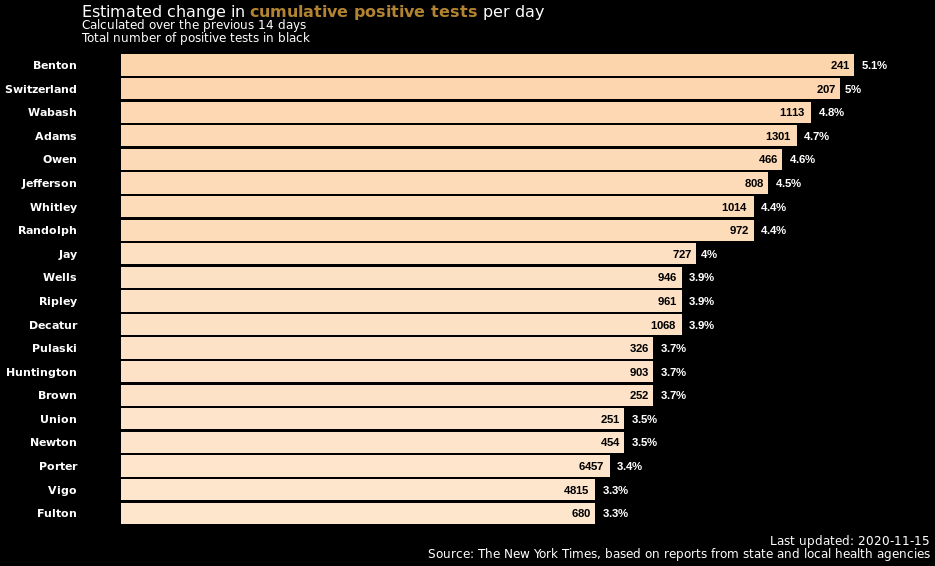 Estimated change in cumulative positive tests per day
Calculated over the previous 14 days
Total number of positive tests in black
Benton 241 5.1%
Switzerland 207 5%
Wabash 1113 4.8%
Adams 1301 4.7%
Owen 466 4.6%
Jefferson 808 4.5%
Whitley 1014 4.4%
Randolph 972 4.4%
Jay 727 4%
Wells 946 3.9%
Ripley 961 3.9%
Decatur 1068 3.9%
Pulaski 326 3.7%
Huntington 903 3.7%
Brown 252 3.7%
Union 251 3.5%
Newton 454 3.5%
Porter 6457 3.4%
Vigo 4815 3.3%
Fulton 680 3.3%
Last updated: 2020-11-15
Source: The New York Times, based on reports from state and local health agencies